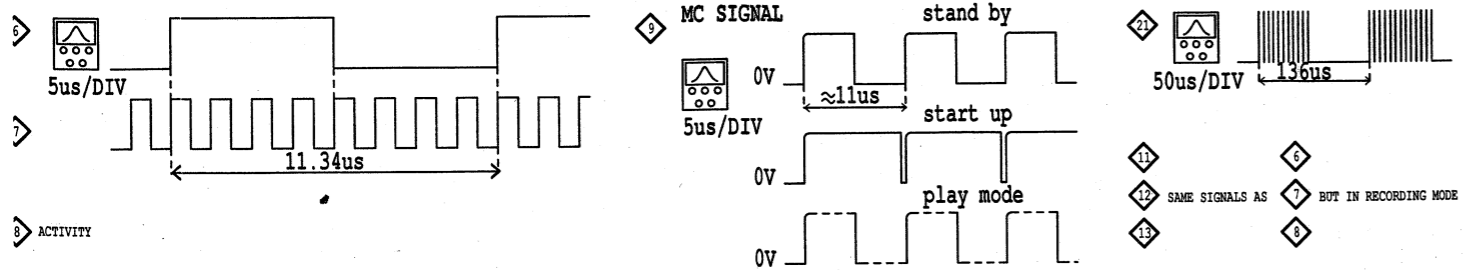 6
5us/DIV
7
11.34us
8 ACTIVITY
9 MC SIGNAL
stand by
0V
≈11us
5us/DIV
start up
0V
play mode
0V
21
50us/DIV
136us
11 6
12 SAME SIGNALS AS 7 BUT IN RECORDING MODE
13 8